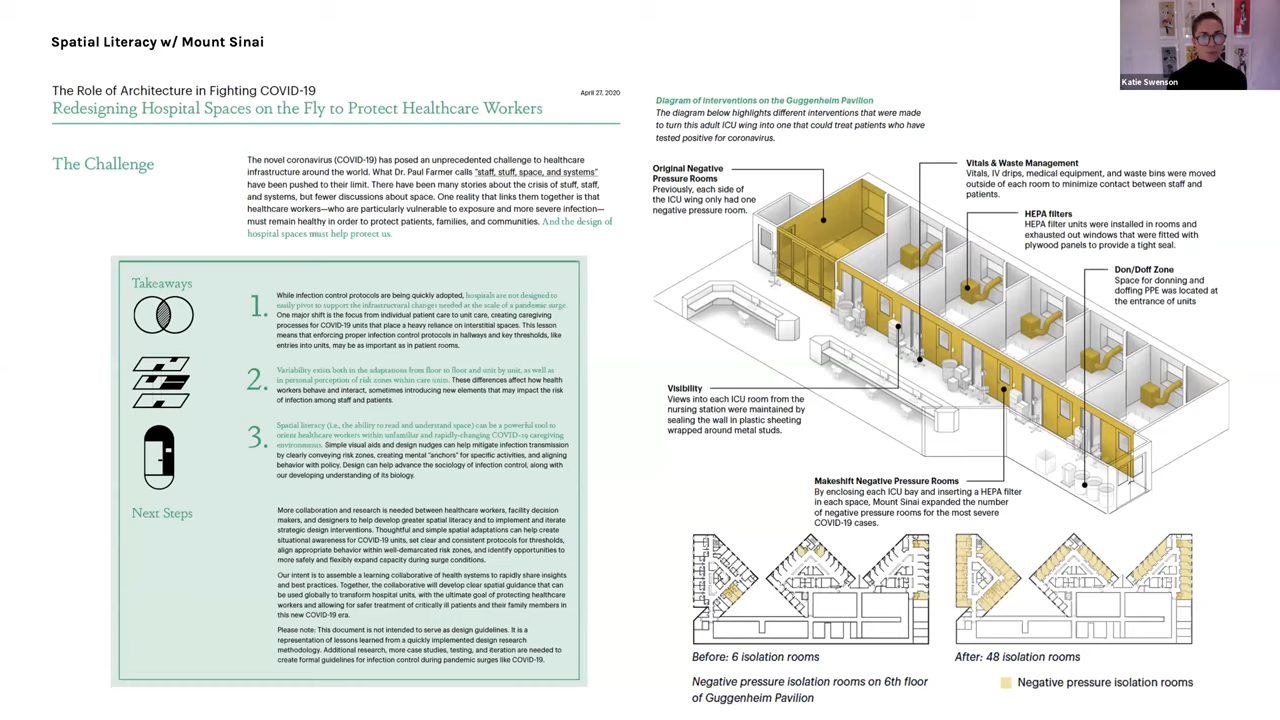 Spatial Literacy w/ Mount Sinai
Katie Swenson
The Role of Architecture in Fighting COVID-19
April 27, 2020
Redesigning Hospital Spaces on the Fly to Protect Healthcare Workers
The Challenge
The novel coronavirus (COVID-19) has posed an unprecedented challenge to healthcare
infrastructure around the world. What Dr. Paul Farmer calls "staff, stuff, space, and systems"
have been pushed to their limit. There have been many stories about the crisis of stuff, staff,
and systems, but fewer discussions about space. One reality that links them together is that
healthcare workers—who are particularly vulnerable to exposure and more severe infection—
must remain healthy in order to protect patients, families, and communities. And the design of
hospital spaces must help protect us.
Takeaways
1.
While infection control protocols are being quickly adopted, hospitals are not designed to
easily pivot to support the infrastructural changes needed at the scale of a pandemic surge.
One major shift is the focus from individual patient care to unit care, creating caregiving
processes for COVID-19 units that place a heavy reliance on interstitial spaces. This lesson
means that enforcing proper infection control protocols in hallways and key thresholds, like
entries into units, may be as important as in patient rooms.
2.
Variability exists both in the adaptations from floor to floor and unit by unit, as well as
in personal perception of risk zones within care units. These differences affect how health
workers behave and interact, sometimes introducing new elements that may impact the risk
of infection among staff and patients.
3.
Spatial literacy (i.e., the ability to read and understand space) can be a powerful tool to
orient healthcare workers within unfamiliar and rapidly-changing COVID-19 caregiving
environments. Simple visual aids and design nudges can help mitigate infection transmission
by clearly conveying risk zones, creating mental "anchors" for specific activities, and aligning
behavior with policy. Design can help advance the sociology of infection control, along with
our developing understanding of its biology.
Next Steps
More collaboration and research is needed between healthcare workers, facility decision
makers, and designers to help develop greater spatial literacy and to implement and iterate
strategic design interventions. Thoughtful and simple spatial adaptations can help create
situational awareness for COVID-19 units, set clear and consistent protocols for thresholds,
align appropriate behavior within well-demarcated risk zones, and identify opportunities to
more safely and flexibly expand capacity during surge conditions.
Our intent is to assemble a learning collaborative of health systems to rapidly share insights
and best practices. Together, the collaborative will develop clear spatial guidance that can
be used globally to transform hospital units, with the ultimate goal of protecting healthcare
workers and allowing for safer treatment of critically ill patients and their family members in
this new COVID-19 era.
Please note: This document is not intended to serve as design guidelines. It is a
representation of lessons learned from a quickly implemented design research
methodology. Additional research, more case studies, testing, and iteration are needed to
create formal guidelines for infection control during pandemic surges like COVID-19.
Diagram of Interventions on the Guggenheim Pavilion
The diagram below highlights different interventions that were made
to turn this adult ICU wing into one that could treat patients who have
tested positive for coronavirus.
Original Negative
Pressure Rooms
Previously, each side of
the ICU wing only had one
negative pressure room.
Vitals & Waste Management
Vitals, IV drips, medical equipment, and waste bins were moved
outside of each room to minimize contact between staff and
patients.
HEPA filters
HEPA filter units were installed in rooms and
exhausted out windows that were fitted with
plywood panels to provide a tight seal.
Don/Doff Zone
Space for donning and
doffing PPE was located at
the entrance of units
Visibility
Views into each ICU room from the
nursing station were maintained by
sealing the wall in plastic sheeting
wrapped around metal studs.
Makeshift Negative Pressure Rooms
By enclosing each ICU bay and inserting a HEPA filter
in each space, Mount Sinai expanded the number
of negative pressure rooms for the most severe
COVID-19 cases.
Before: 6 isolation rooms
After: 48 isolation rooms
Negative pressure isolation rooms on 6th floor
of Guggenheim Pavilion
Negative pressure isolation rooms